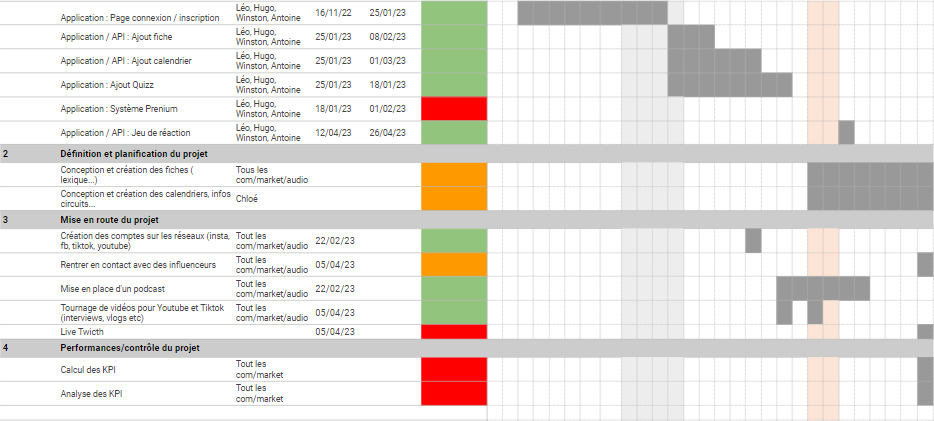 Application : Page connexion / inscription Léo, Hugo, Winston, Antoine 16/11/22 25/01/23
Application / API : Ajout fiche Léo, Hugo, Winston, Antoine 25/01/23 08/02/23
Application / API : Ajout calendrier Léo, Hugo, Winston, Antoine 25/01/23 01/03/23
Application : Ajout Quizz Léo, Hugo, Winston, Antoine 25/01/23 18/01/23
Application : Système Prenium Léo, Hugo, Winston, Antoine 18/01/23 01/02/23
Application / API : Jeu de réaction Léo, Hugo, Winston, Antoine 12/04/23 26/04/23
2 Définition et planification du projet
Conception et création des fiches ( lexique...) Tous les com/market/audio
Conception et création des calendriers, infos circuits... Chloé
3 Mise en route du projet
Création des comptes sur les réseaux (insta, fb, tiktok, youtube) Tout les com/market/audio 22/02/23
Rentrer en contact avec des influenceurs Tout les com/market/audio 05/04/23
Mise en place d'un podcast Tout les com/market/audio 22/02/23
Tournage de vidéos pour Youtube et Tiktok (interviews, vlogs etc) Tout les com/market/audio 05/04/23
Live Twicth 05/04/23
4 Performances/contrôle du projet
Calcul des KPI Tout les com/market
Analyse des KPI Tout les com/market